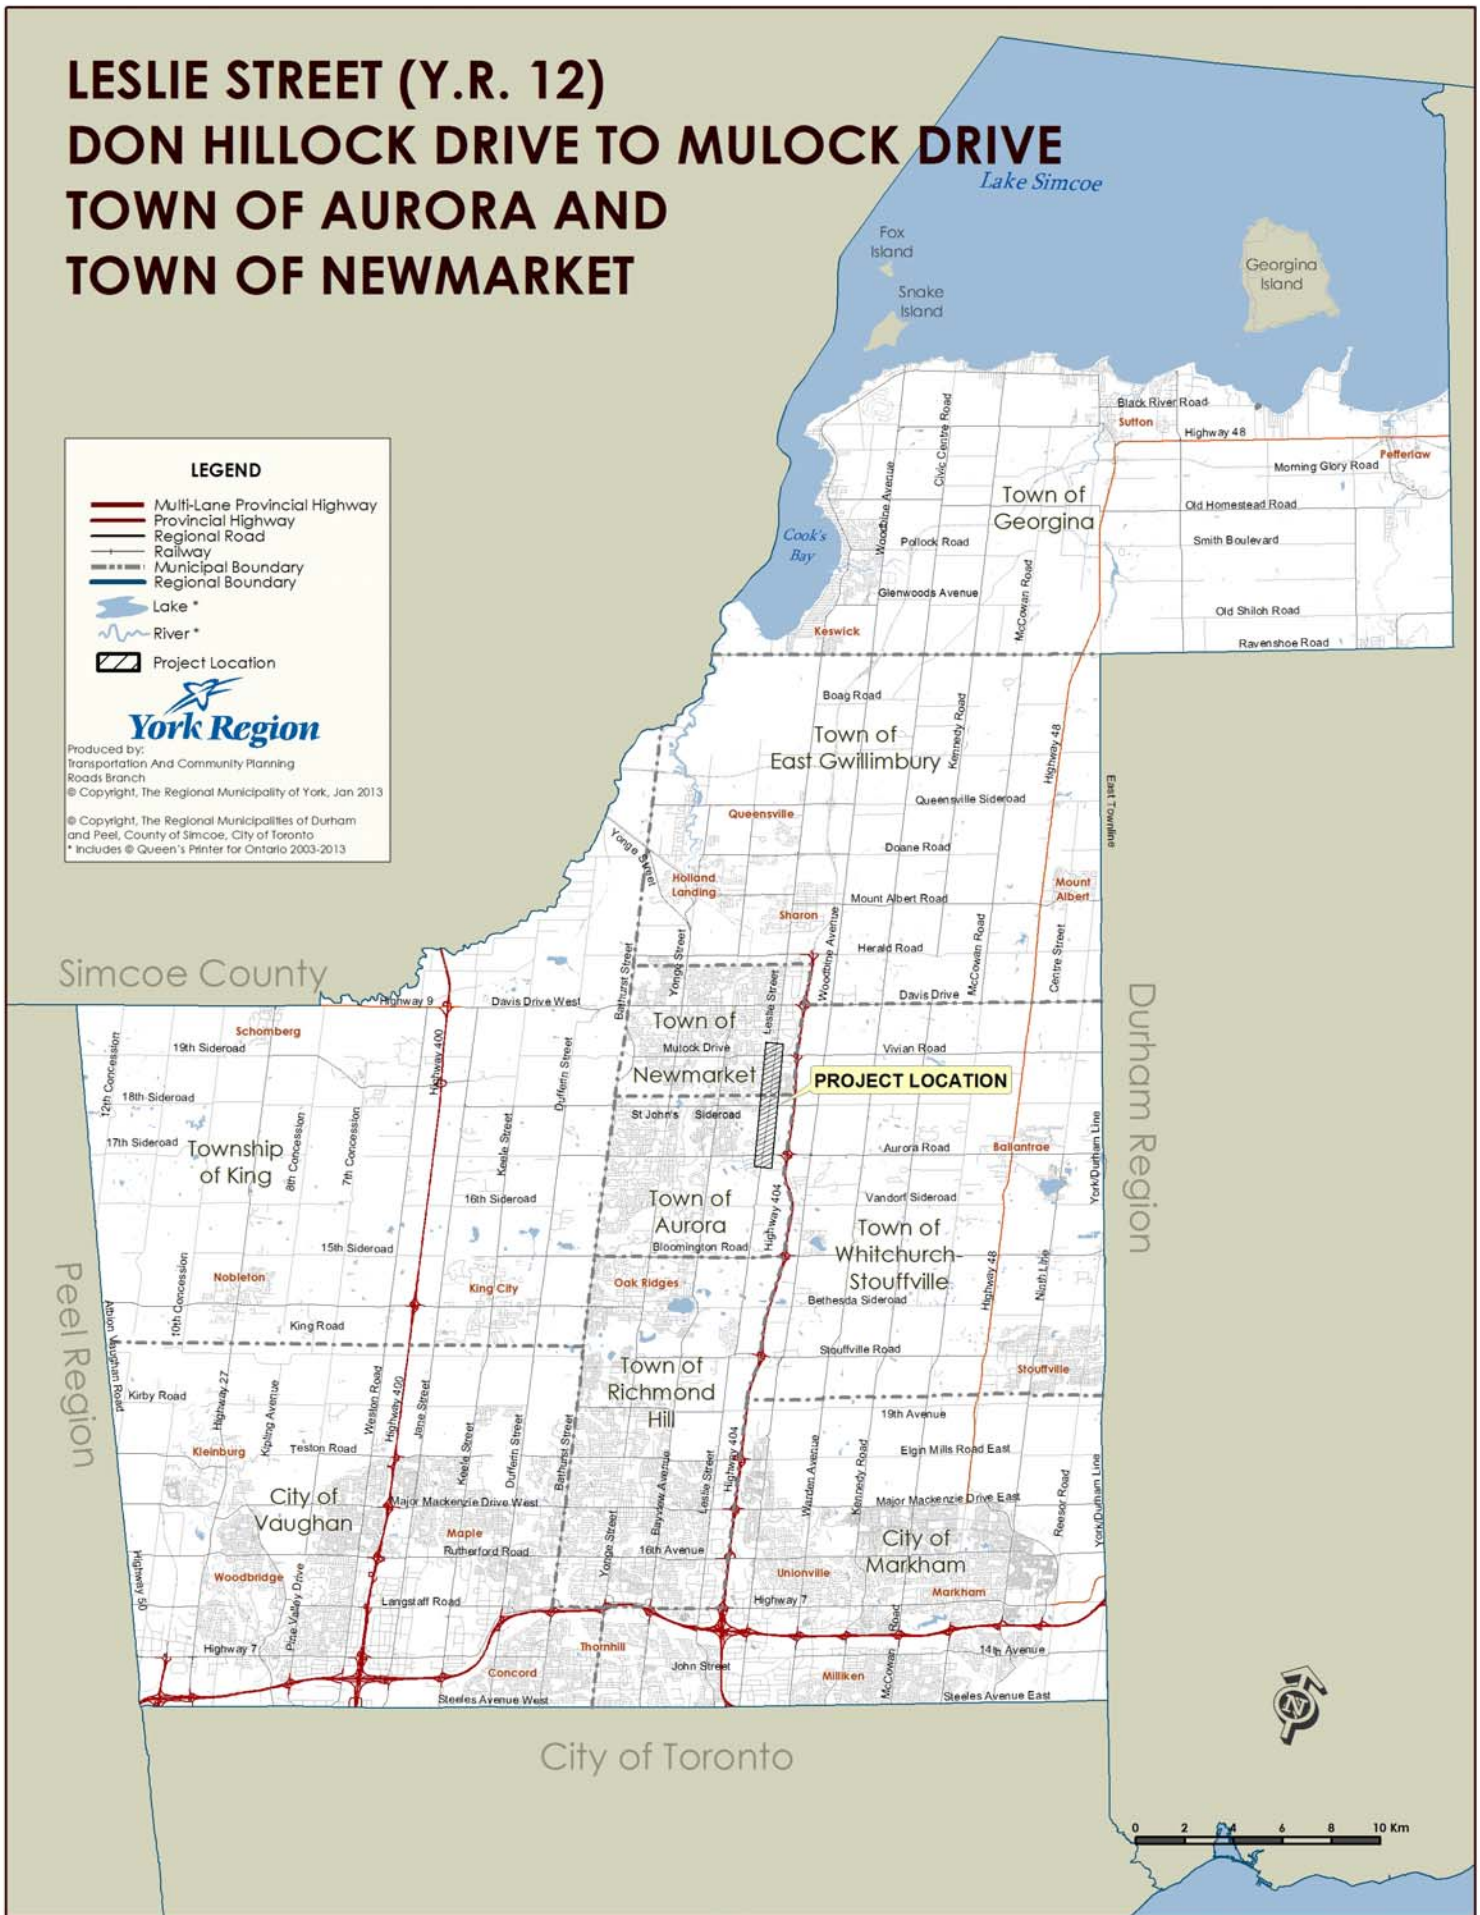 LESLIE STREET (Y.R. 12)
DON HILLOCK DRIVE TO MULOCK DRIVE
TOWN OF AURORA AND
TOWN OF NEWMARKET
Lake Simcoe
Fox
Island
Snake
Island
Georgina
Island
LEGEND
Multi-Lane Provincial Highway
Provincial Highway
Regional Road
Railway
Municipal Boundary
Regional Boundary
Lake *
River *
Project Location
York Region
Produced by:
Transportation And Community Planning
Roads Branch
© Copyright, The Regional Municipality of York, Jan 2013
© Copyright, The Regional Municipalities of Durham
and Peel, County of Simcoe, City of Toronto
* Includes © Queen's Printer for Ontario 2003-2013
Black River Road
Sutton
Highway 48
Pefferlaw
Morning Glory Road
Civic Centre Road
Woodbine Avenue
Town of
Georgina
Old Homestead Road
Cook's
Bay
Pollock Road
Smith Boulevard
McCowan Road
Glenwoods Avenue
Old Shiloh Road
Keswick
Ravenshoe Road
Boag Road
Kennedy Road
Town of
East Gwillimbury
Highway 48
East Townline
Queensville Sideroad
Queensville
Yonge Street
Doane Road
Holland
Landing
Mount
Albert
Mount Albert Road
Sharon
Woodbine Avenue
McCowan Road
Centre Street
Herald Road
Bathurst Street
Yonge Street
Leslie Street
Simcoe County
Highway 9
Davis Drive West
Davis Drive
Durham Region
Schomberg
Town of
Newmarket
19th Sideroad
12th Concession
Highway 400
Dufferin Street
Mulock Drive
Vivian Road
PROJECT LOCATION
18th Sideroad
St John's Sideroad
17th Sideroad
Township
of King
8th Concession
7th Concession
Keele Street
Aurora Road
Ballantrae
York/Durham Line
16th Sideroad
Town of
Aurora
Highway 404
Vandorf Sideroad
Town of
Whitchurch-
Stouffville
15th Sideroad
Bloomington Road
Peel Region
10th Concession
Nobleton
King City
Oak Ridges
Highway 48
Ninth Line
Bethesda Sideroad
Albion Vaughan Road
King Road
Stouffville Road
Stouffville
Town of
Richmond
Hill
Kirby Road
Highway 27
Kipling Avenue
Weston Road
Highway 400
Jane Street
Keele Street
Dufferin Street
Bathurst Street
19th Avenue
Kleinburg
Teston Road
Elgin Mills Road East
Bayview Avenue
Leslie Street
Highway 404
Warden Avenue
Kennedy Road
Reesor Road
York/Durham Line
City of
Vaughan
Major Mackenzie Drive West
Major Mackenzie Drive East
Maple
Rutherford Road
Yonge Street
16th Avenue
City of
Markham
Highway 50
Woodbridge
Pine Valley Drive
Unionville
Markham
Langstaff Road
Highway 7
Highway 7
Thornhill
McCowan Road
14th Avenue
Concord
John Street
Milliken
Steeles Avenue West
Steeles Avenue East
City of Toronto
N
0 2 4 6 8 10 Km